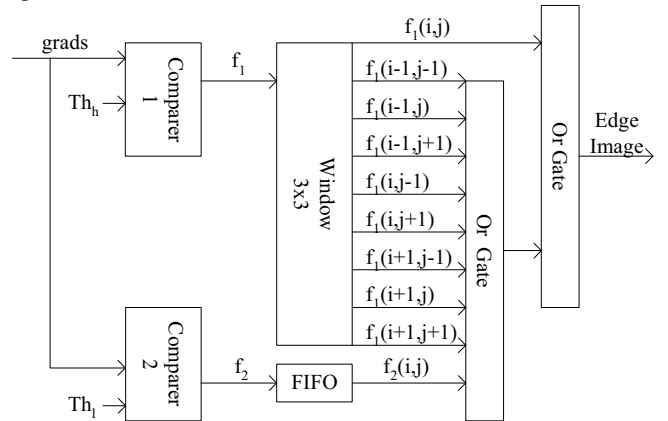 grads
Th_h
Comparer 1
f_1
Window 3x3
f_1(i,j)
f_1(i-1,j-1)
f_1(i-1,j)
f_1(i-1,j+1)
f_1(i,j-1)
f_1(i,j+1)
f_1(i+1,j-1)
f_1(i+1,j)
f_1(i+1,j+1)
Or Gate
Or Gate
Edge
Image
Th_l
Comparer 2
f_2
FIFO
f_2(i,j)